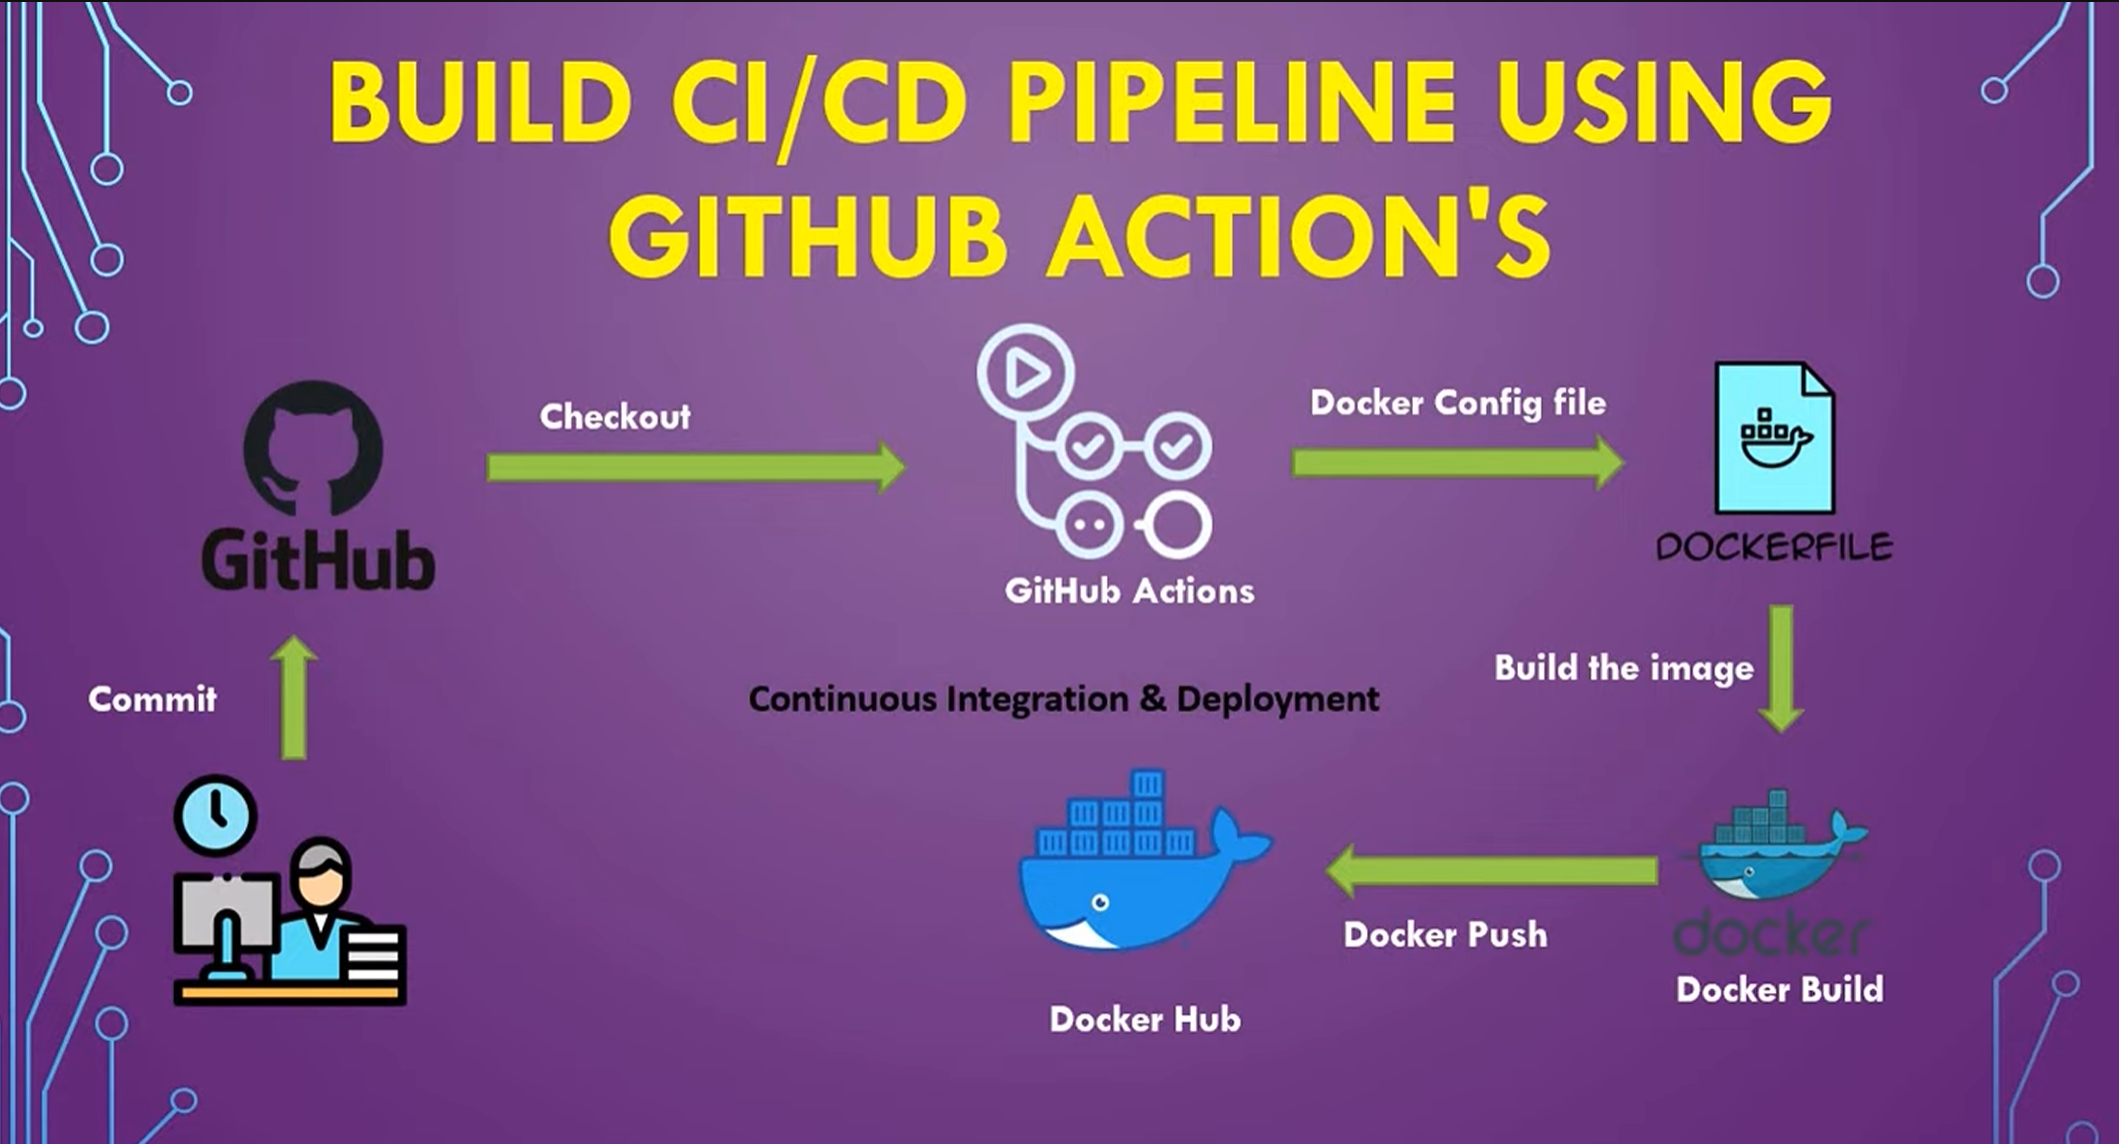 BUILD CI/CD PIPELINE USING
GITHUB ACTION'S
Checkout
Docker Config file
GitHub
GitHub Actions
DOCKERFILE
Commit
Continuous Integration & Deployment
Build the image
Docker Push
docker
Docker Build
Docker Hub